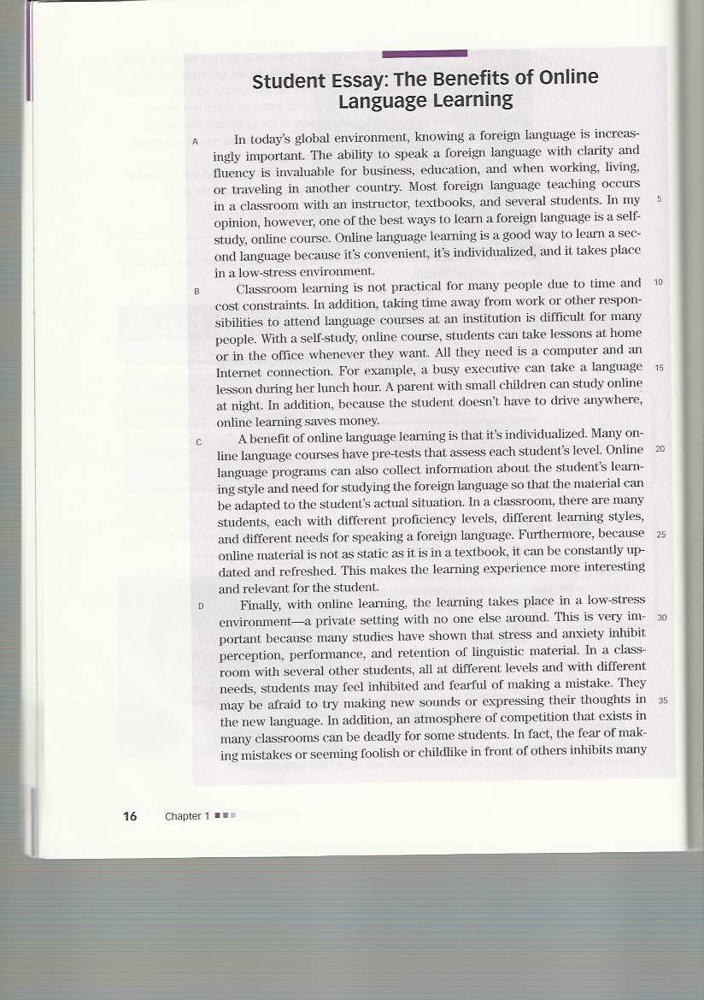 Student Essay: The Benefits of Online
Language Learning
A In today's global environment, knowing a foreign language is increas-
ingly important. The ability to speak a foreign language with clarity and
fluency is invaluable for business, education, and when working, living,
or traveling in another country. Most foreign language teaching occurs
in a classroom with an instructor, textbooks, and several students. In my 5
opinion, however, one of the best ways to learn a foreign language is a self-
study, online course. Online language learning is a good way to learn a sec-
ond language because it's convenient, it's individualized, and it takes place
in a low-stress environment.
B Classroom learning is not practical for many people due to time and 10
cost constraints. In addition, taking time away from work or other respon-
sibilities to attend language courses at an institution is difficult for many
people. With a self-study, online course, students can take lessons at home
or in the office whenever they want. All they need is a computer and an
Internet connection. For example, a busy executive can take a language 15
lesson during her lunch hour. A parent with small children can study online
at night. In addition, because the student doesn't have to drive anywhere,
online learning saves money.
C A benefit of online language learning is that it's individualized. Many on-
line language courses have pre-tests that assess each student's level. Online 20
language programs can also collect information about the student's learn-
ing style and need for studying the foreign language so that the material can
be adapted to the student's actual situation. In a classroom, there are many
students, each with different proficiency levels, different learning styles,
and different needs for speaking a foreign language. Furthermore, because 25
online material is not as static as it is in a textbook, it can be constantly up-
dated and refreshed. This makes the learning experience more interesting
and relevant for the student.
D Finally, with online learning, the learning takes place in a low-stress
environment—a private setting with no one else around. This is very im- 30
portant because many studies have shown that stress and anxiety inhibit
perception, performance, and retention of linguistic material. In a class-
room with several other students, all at different levels and with different
needs, students may feel inhibited and fearful of making a mistake. They
may be afraid to try making new sounds or expressing their thoughts in 35
the new language. In addition, an atmosphere of competition that exists in
many classrooms can be deadly for some students. In fact, the fear of mak-
ing mistakes or seeming foolish or childlike in front of others inhibits many
16 Chapter 1